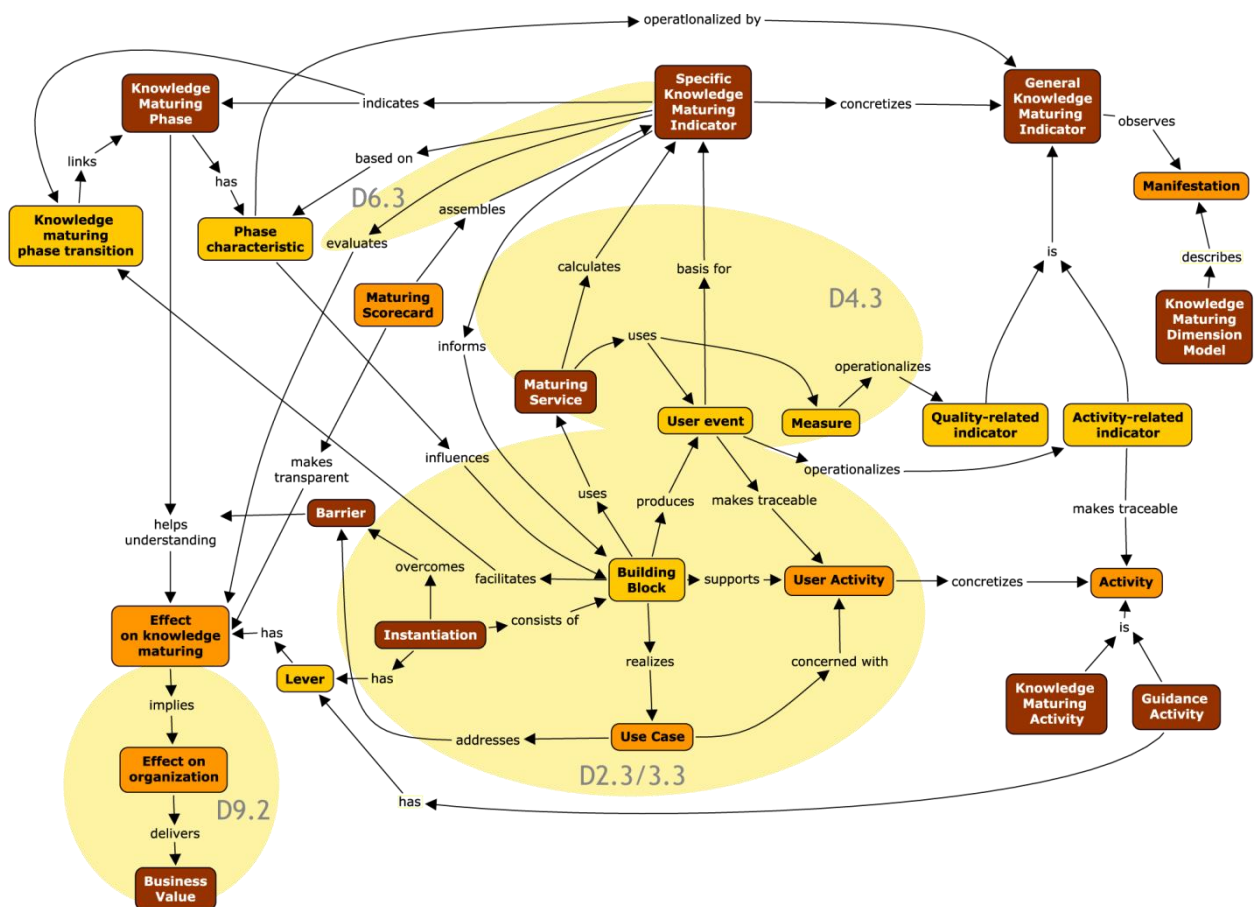 operationalized by
Knowledge
Maturing
Phase
indicates
Specific
Knowledge
Maturing
Indicator
concretizes
General
Knowledge
Maturing
Indicator
observes
links
has
based on
D6.3
assembles
Manifestation
Knowledge
maturing
phase transition
Phase
characteristic
evaluates
is
describes
calculates
basis for
D4.3
Maturing
Scorecard
Knowledge
Maturing
Dimension
Model
informs
uses
operationalizes
Maturing
Service
User event
Measure
Quality-related
indicator
Activity-related
indicator
makes
transparent
influences
operationalizes
uses
produces
makes traceable
makes traceable
Barrier
helps
understanding
overcomes
facilitates
Building
Block
supports
User Activity
concretizes
Activity
Effect
on knowledge
maturing
has
Instantiation
consists of
is
Lever
has
realizes
concerned with
Knowledge
Maturing
Activity
Guidance
Activity
implies
addresses
Use Case
Effect on
organization
D2.3/3.3
D9.2
has
delivers
Business
Value